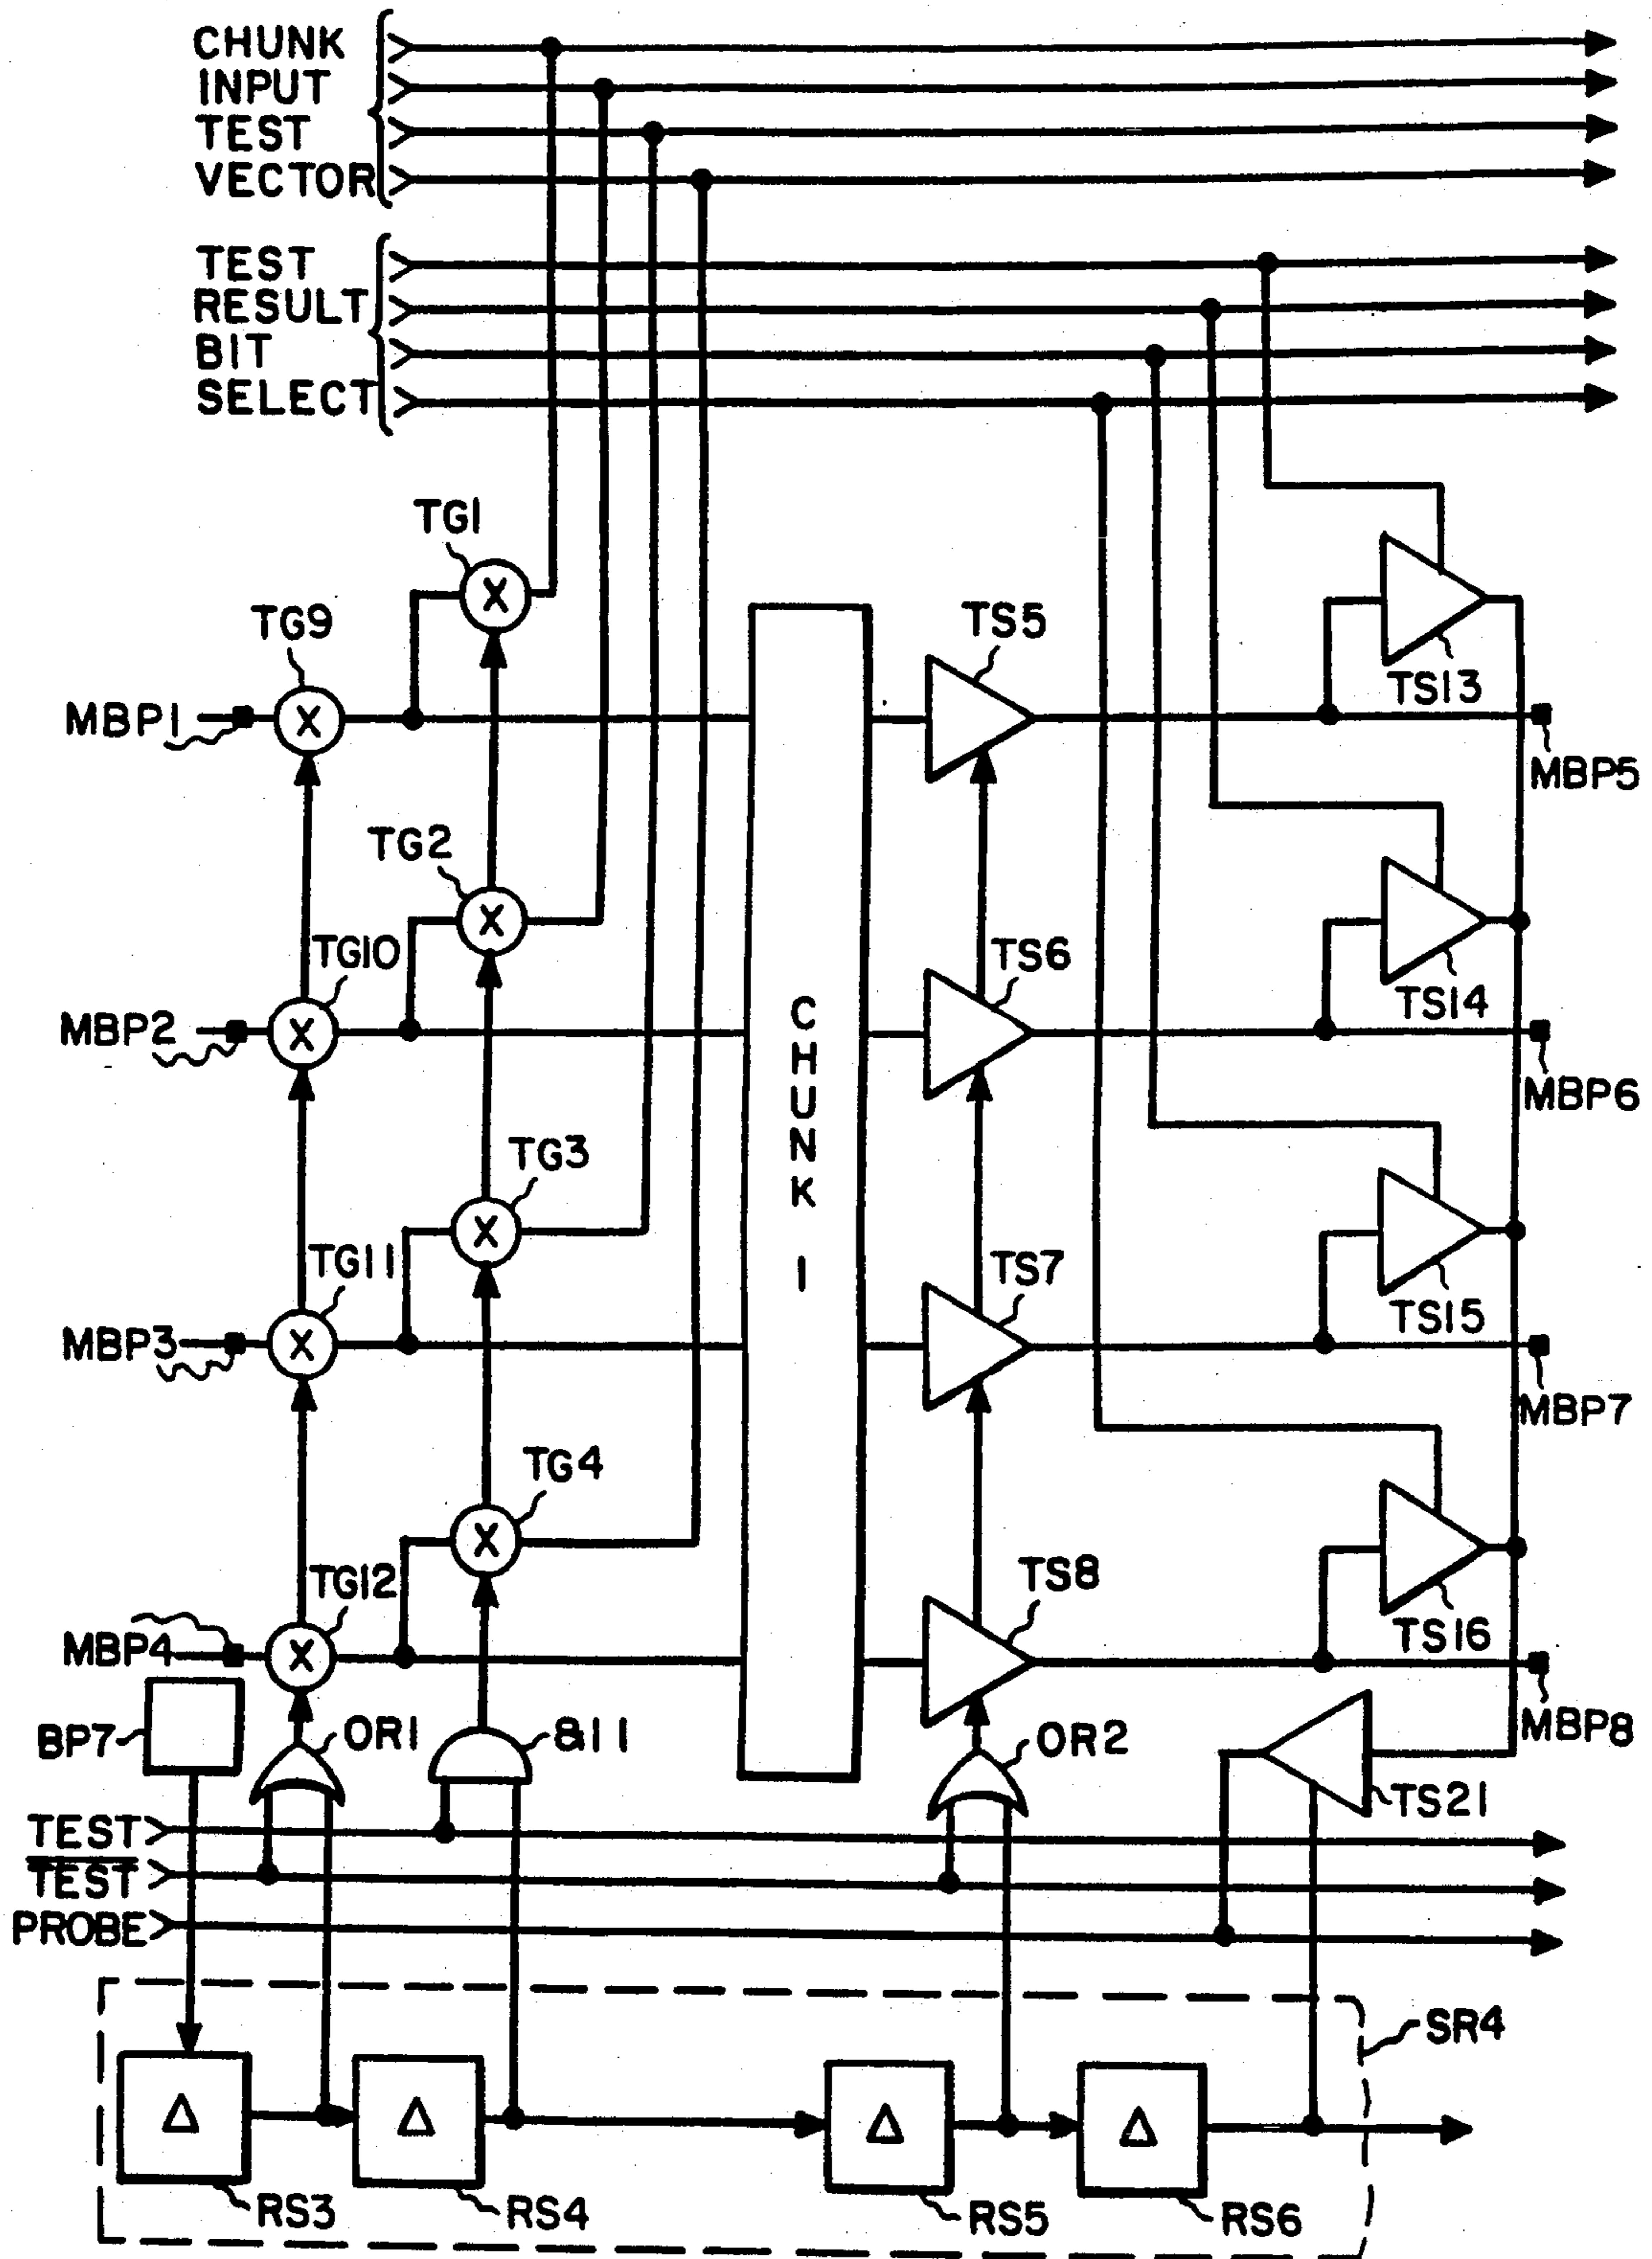 CHUNK
INPUT
TEST
VECTOR
TEST
RESULT
BIT
SELECT
TG1
TG9
TS5
TS13
MBP1
MBP5
TG2
TG10
TS6
TS14
MBP2
MBP6
CHUNK 1
TG3
TG11
TS7
TS15
MBP3
MBP7
TG4
TG12
TS8
TS16
MBP4
MBP8
BP7
OR1
&11
OR2
TS21
TEST
TEST
PROBE
SR4
Δ
Δ
Δ
Δ
RS3
RS4
RS5
RS6
X
X
X
X
X
X
X
X